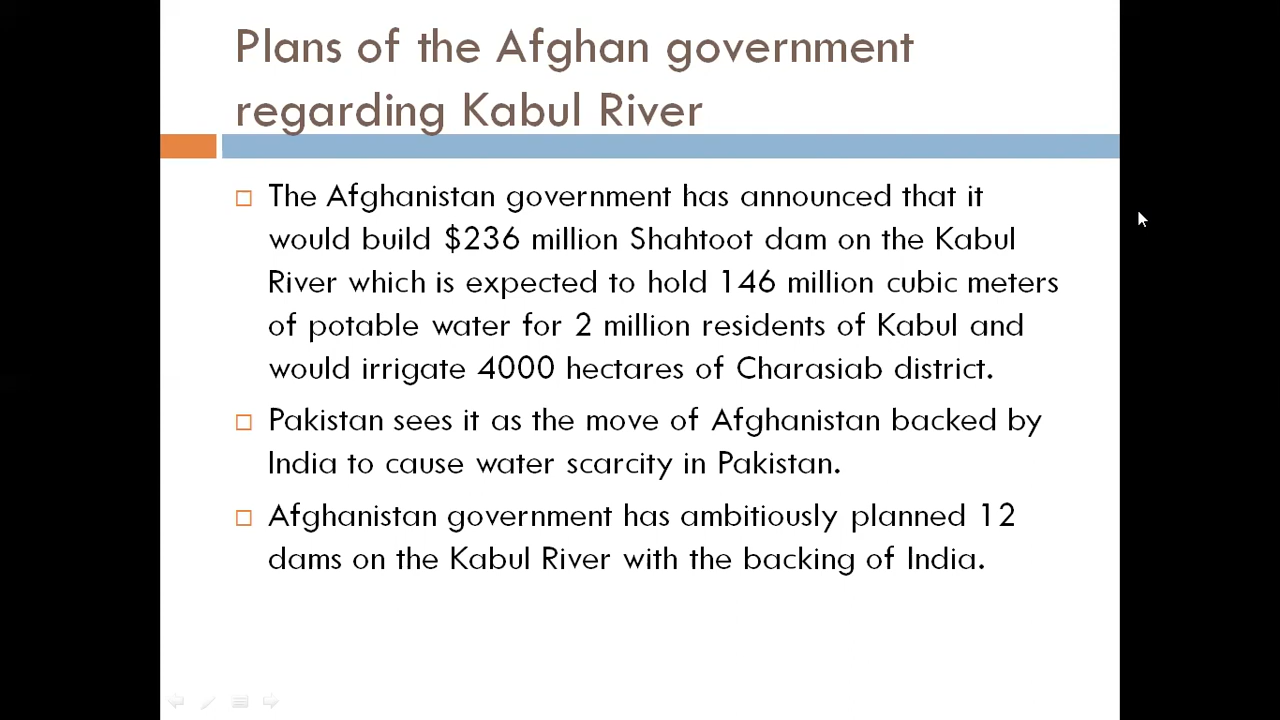 Plans of the Afghan government
regarding Kabul River
The Afghanistan government has announced that it
would build $236 million Shahtoot dam on the Kabul
River which is expected to hold 146 million cubic meters
of potable water for 2 million residents of Kabul and
would irrigate 4000 hectares of Charasiab district.
Pakistan sees it as the move of Afghanistan backed by
India to cause water scarcity in Pakistan.
Afghanistan government has ambitiously planned 12
dams on the Kabul River with the backing of India.